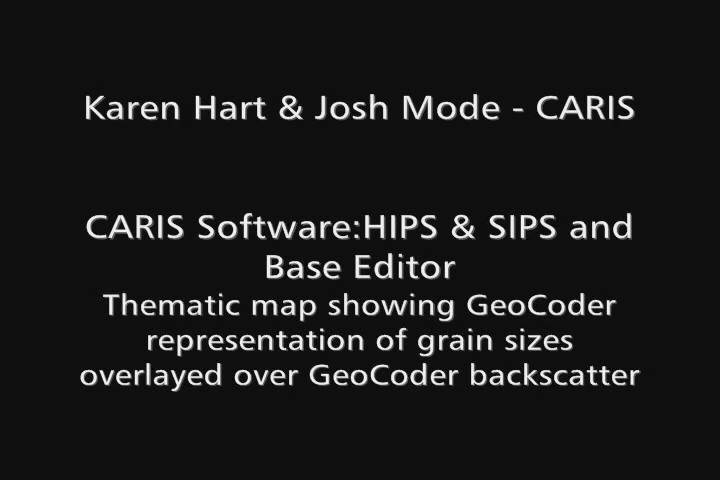 Karen Hart & Josh Mode - CARIS
CARIS Software:HIPS & SIPS and
Base Editor
Thematic map showing GeoCoder
representation of grain sizes
overlayed over GeoCoder backscatter